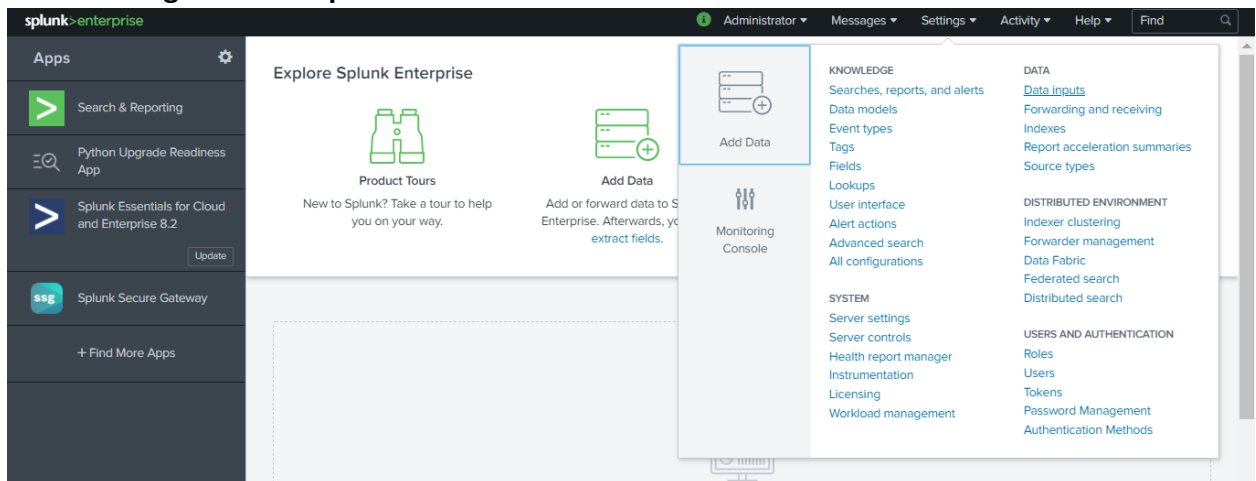 splunk>enterprise
i Administrator ▾ Messages ▾ Settings ▾ Activity ▾ Help ▾ Find
Apps
Search & Reporting
Python Upgrade Readiness
App
Splunk Essentials for Cloud
and Enterprise 8.2
Update
ssg Splunk Secure Gateway
+ Find More Apps
Explore Splunk Enterprise
Product Tours
New to Splunk? Take a tour to help
you on your way.
Add Data
Add or forward data to S
Enterprise. Afterwards, yo
extract fields.
Add Data
Monitoring
Console
KNOWLEDGE
Searches, reports, and alerts
Data models
Event types
Tags
Fields
Lookups
User interface
Alert actions
Advanced search
All configurations
SYSTEM
Server settings
Server controls
Health report manager
Instrumentation
Licensing
Workload management
DATA
Data inputs
Forwarding and receiving
Indexes
Report acceleration summaries
Source types
DISTRIBUTED ENVIRONMENT
Indexer clustering
Forwarder management
Data Fabric
Federated search
Distributed search
USERS AND AUTHENTICATION
Roles
Users
Tokens
Password Management
Authentication Methods